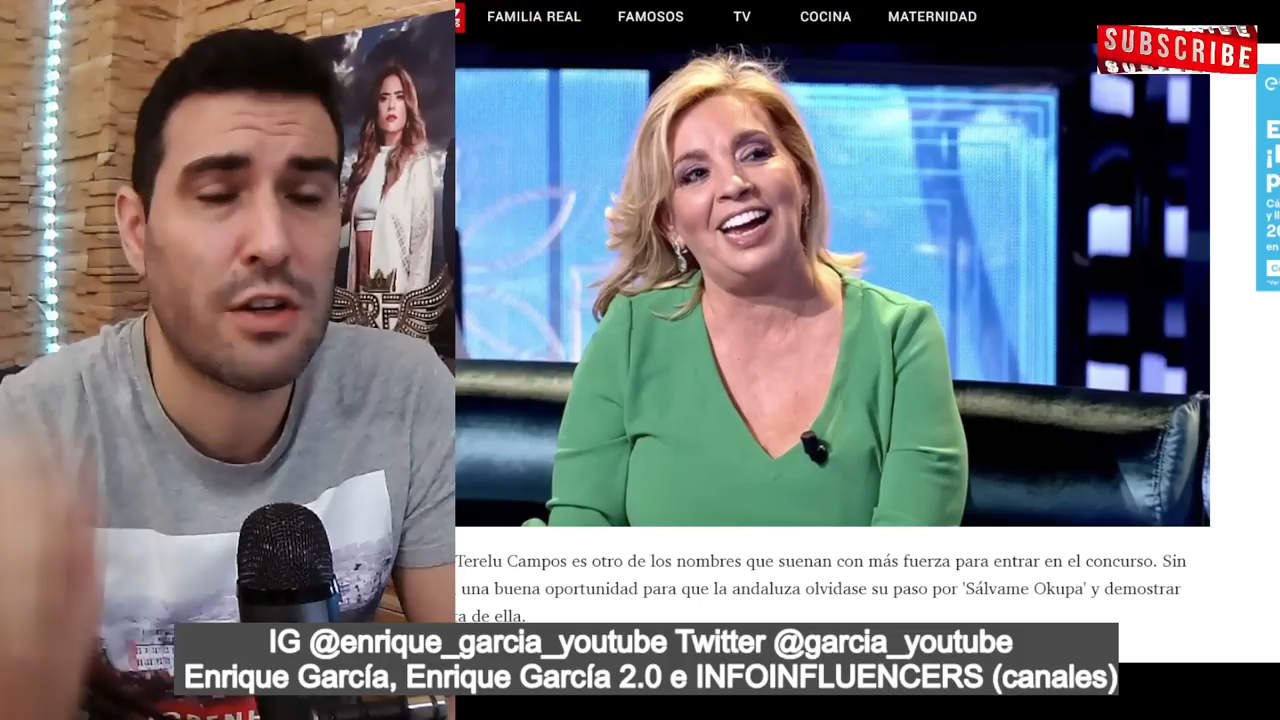 FAMILIA REAL FAMOSOS TV COCINA MATERNIDAD
SUBSCRIBE
Terelu Campos es otro de los nombres que suenan con más fuerza para entrar en el concurso. Sin
una buena oportunidad para que la andaluza olvidase su paso por 'Sálvame Okupa' y demostrar
de ella.
IG @enrique_garcia_youtube Twitter @garcia_youtube
Enrique García, Enrique García 2.0 e INFOINFLUENCERS (canales)